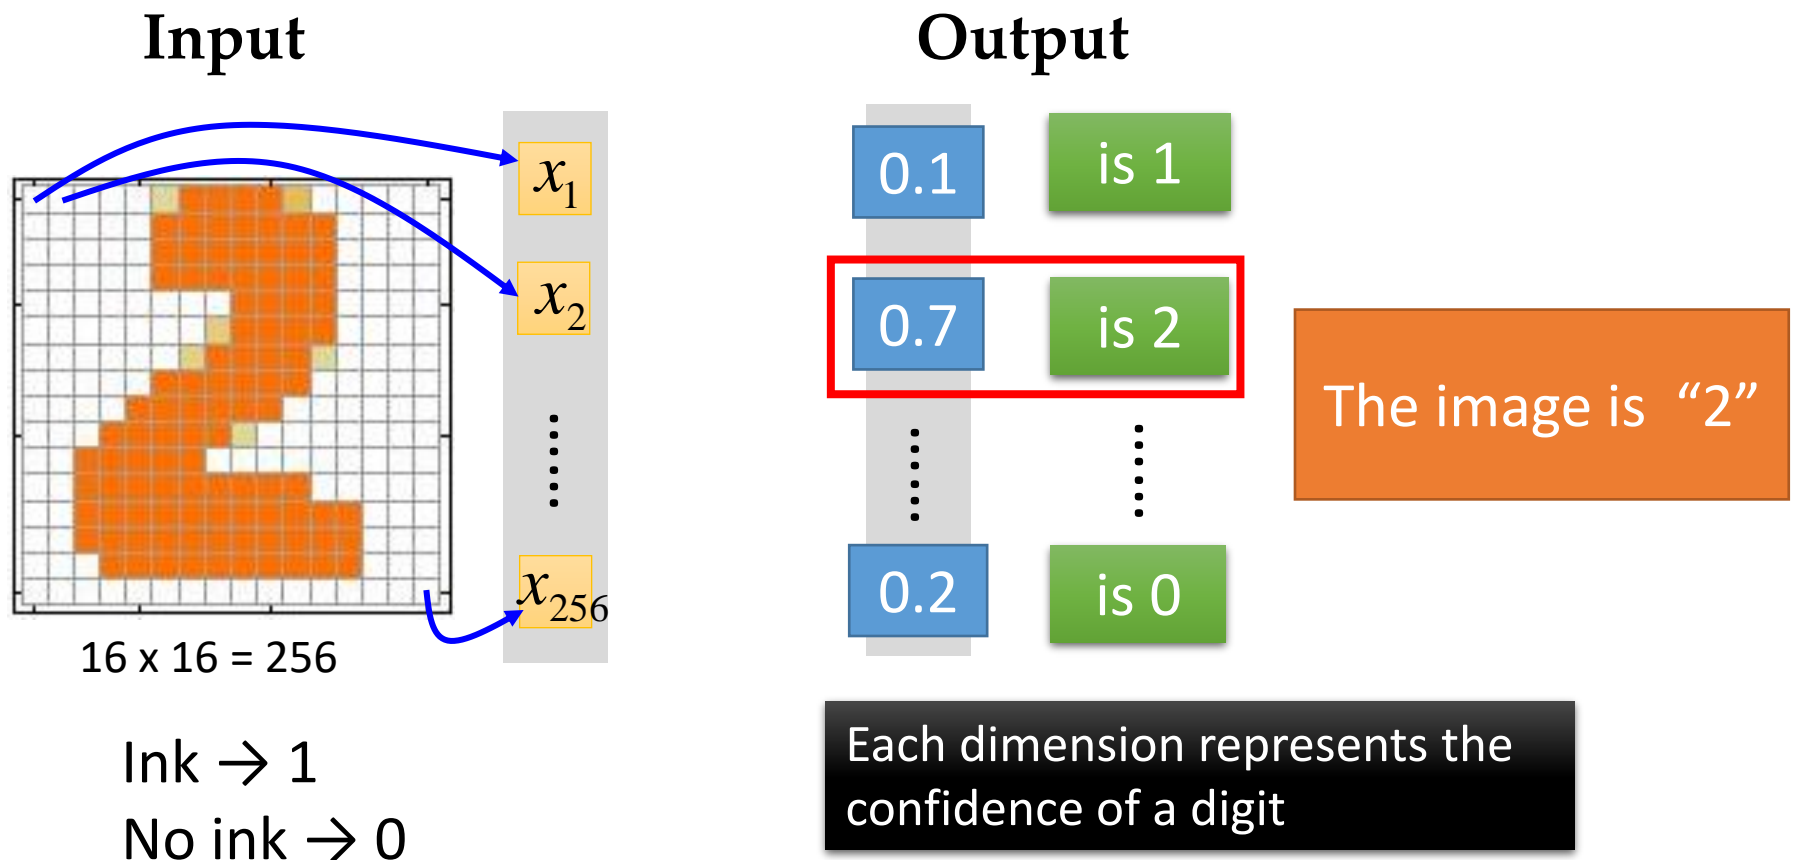 Input
Output
x1
x2
x256
16 x 16 = 256
Ink → 1
No ink → 0
0.1
is 1
0.7
is 2
0.2
is 0
The image is “2”
Each dimension represents the
confidence of a digit